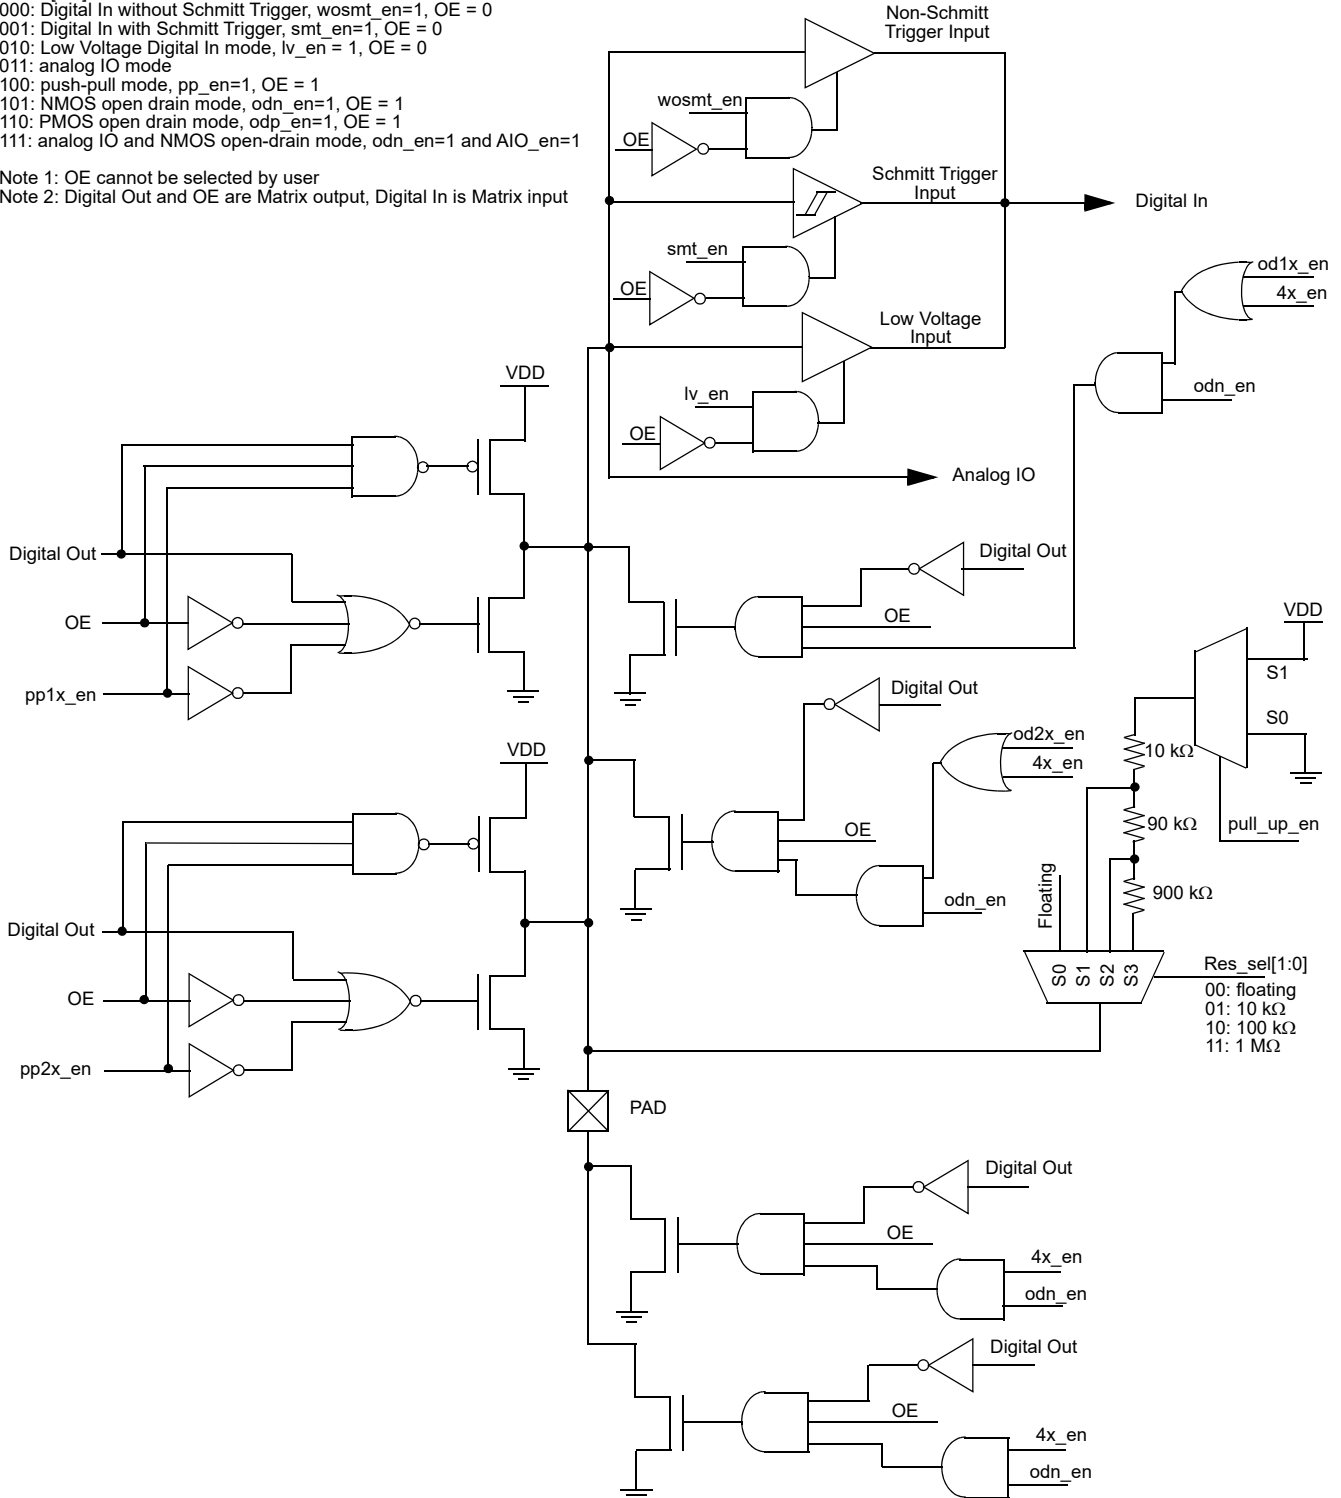 000: Digital In without Schmitt Trigger, wosmt_en=1, OE = 0
001: Digital In with Schmitt Trigger, smt_en=1, OE = 0
010: Low Voltage Digital In mode, lv_en = 1, OE = 0
011: analog IO mode
100: push-pull mode, pp_en=1, OE = 1
101: NMOS open drain mode, odn_en=1, OE = 1
110: PMOS open drain mode, odp_en=1, OE = 1
111: analog IO and NMOS open-drain mode, odn_en=1 and AIO_en=1
Note 1: OE cannot be selected by user
Note 2: Digital Out and OE are Matrix output, Digital In is Matrix input
Non-Schmitt
Trigger Input
wosmt_en
OE
Schmitt Trigger
Input
Digital In
smt_en
OE
od1x_en
4x_en
Low Voltage
Input
odn_en
lv_en
OE
Analog IO
VDD
Digital Out
OE
pp1x_en
Digital Out
OE
VDD
S1
S0
10 kΩ
90 kΩ
900 kΩ
pull_up_en
Digital Out
od2x_en
4x_en
OE
odn_en
VDD
Digital Out
OE
pp2x_en
Floating
S0
S1
S2
S3
Res_sel[1:0]
00: floating
01: 10 kΩ
10: 100 kΩ
11: 1 MΩ
PAD
Digital Out
OE
4x_en
odn_en
Digital Out
OE
4x_en
odn_en